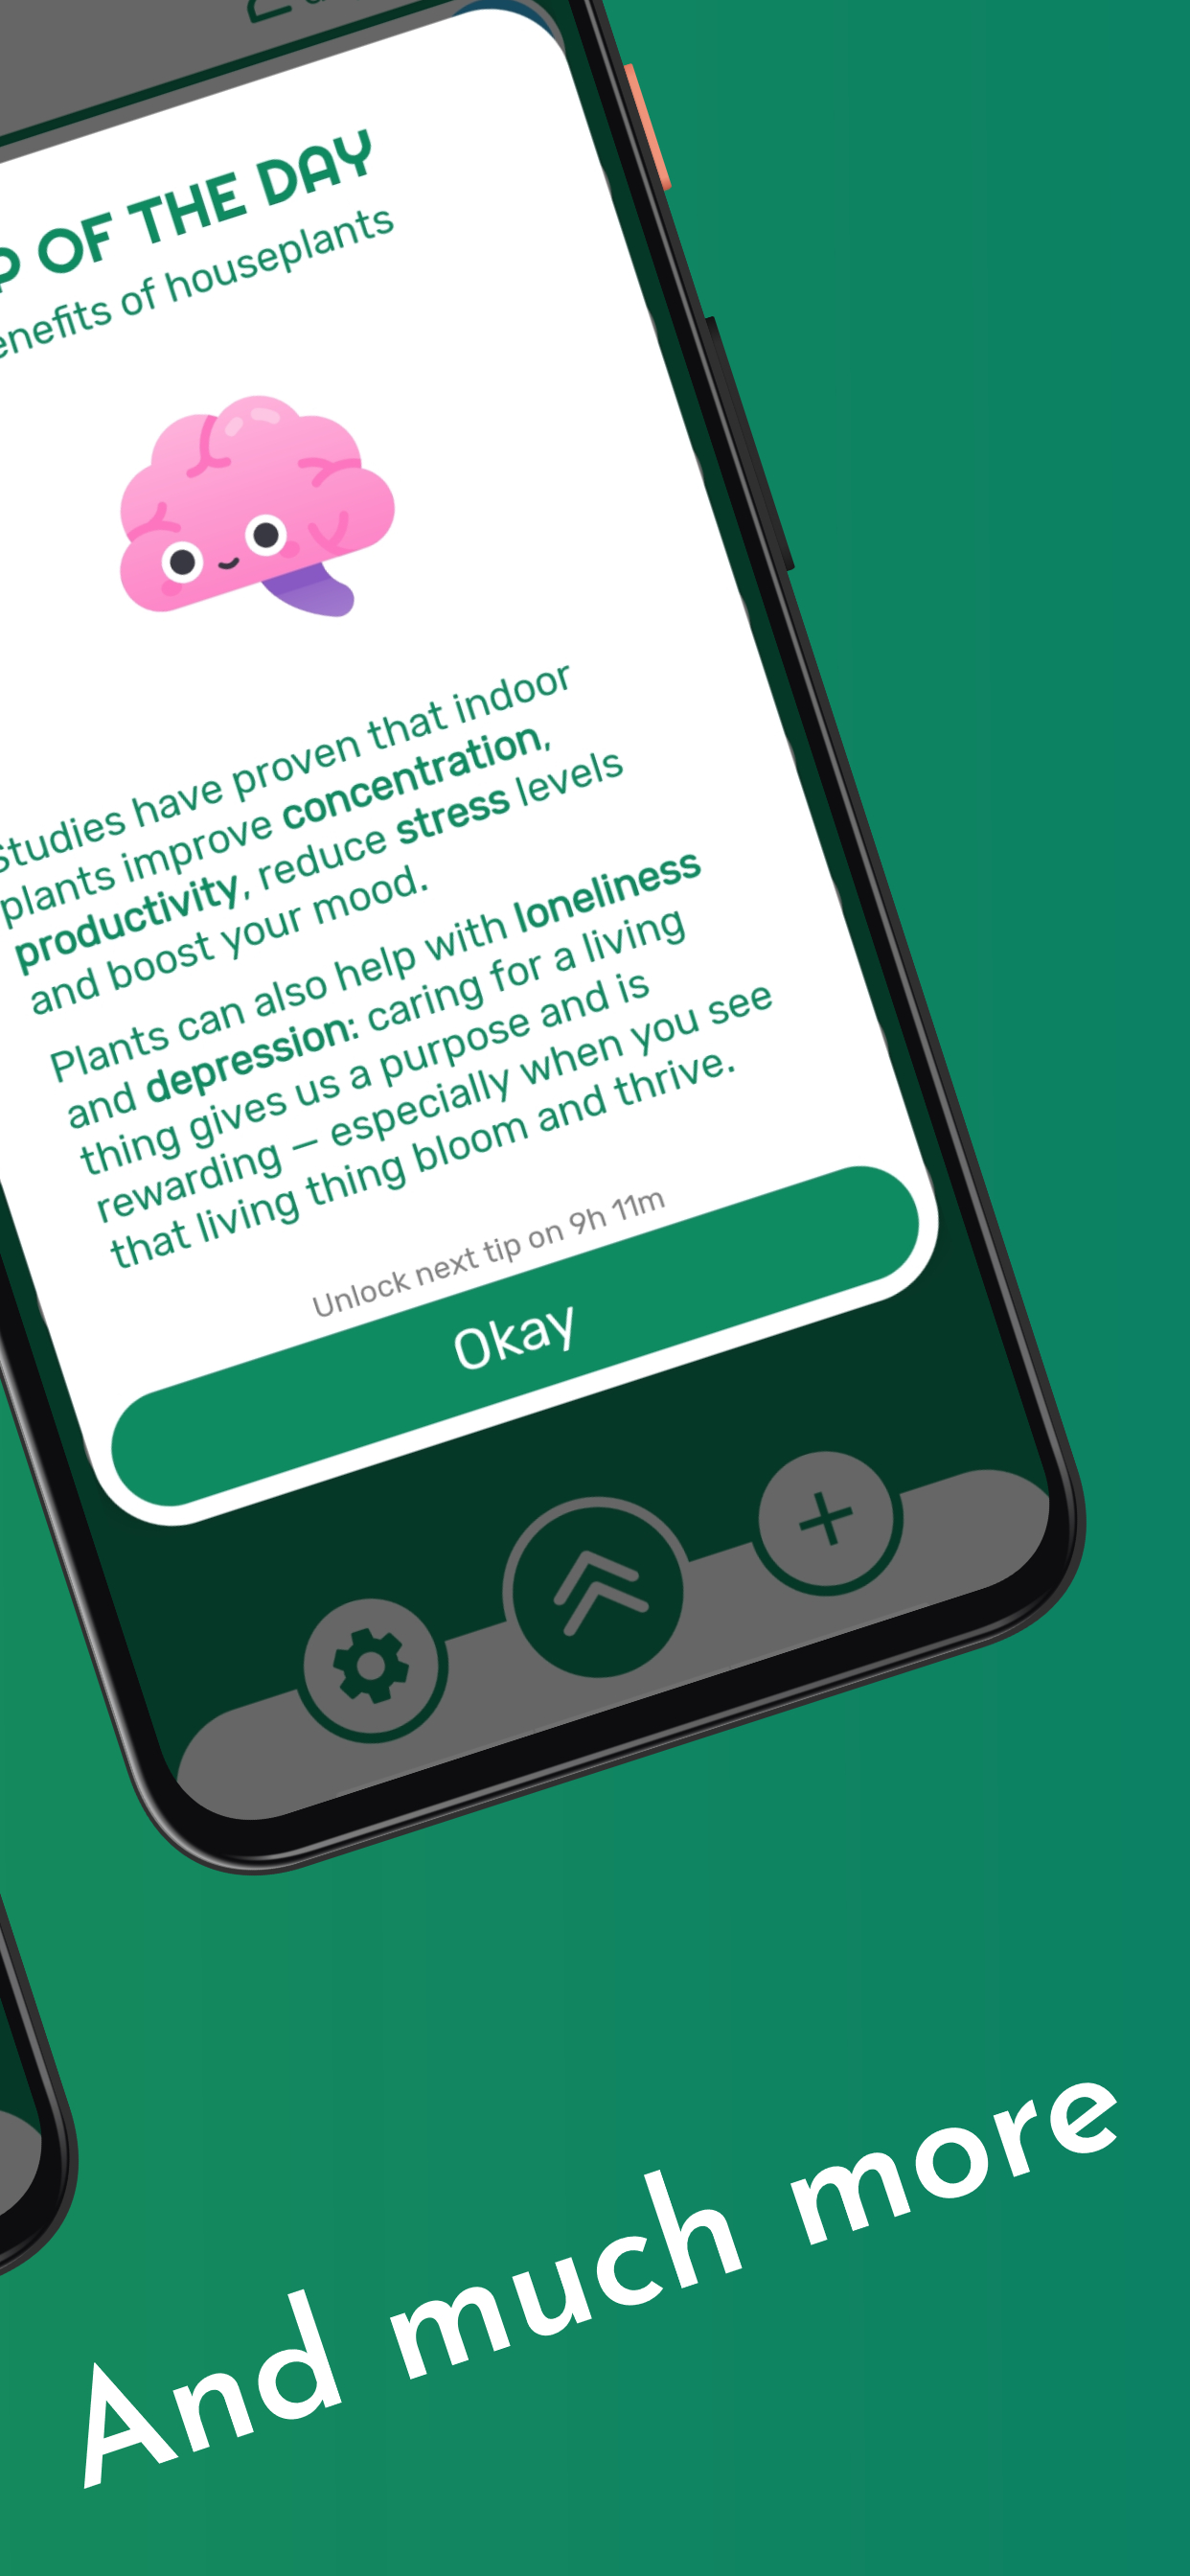 OF THE DAY
of houseplants
Studies have proven that indoor
plants improve concentration,
productivity, reduce stress levels
and boost your mood.
Plants can also help with loneliness
and depression: caring for a living
thing gives us a purpose and is
rewarding – especially when you see
that living thing bloom and thrive.
Unlock next tip on 9h 11m
Okay
And much more